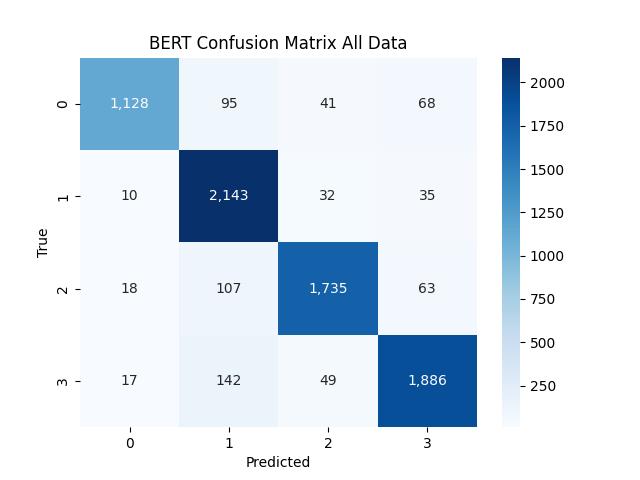 BERT Confusion Matrix All Data
0 1,128 95 41 68
1 10 2,143 32 35
2 18 107 1,735 63
3 17 142 49 1,886
0 1 2 3
True
Predicted
2000
1750
1500
1250
1000
750
500
250